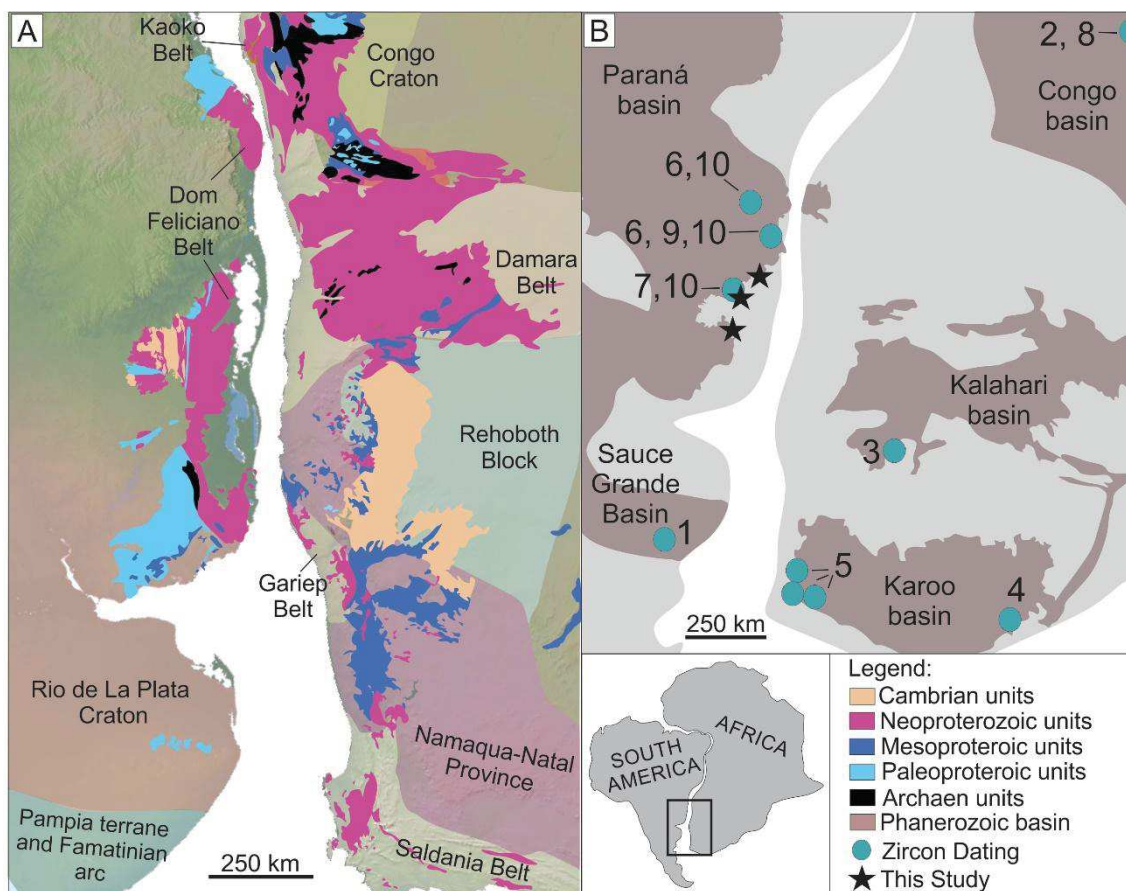 A
Kaoko
Belt
Congo
Craton
Dom
Feliciano
Belt
Damara
Belt
Rehoboth
Block
Gariep
Belt
Rio de La Plata
Craton
Namaqua-Natal
Province
Pampia terrane
and Famatinian
arc
250 km
Saldania Belt
B
2, 8
Paraná
basin
Congo
basin
6,10
6, 9,10
7,10
Kalahari
basin
3
Sauce
Grande
Basin
1
5
4
Karoo
basin
250 km
SOUTH
AMERICA
AFRICA
Legend:
Cambrian units
Neoproterozoic units
Mesoproteroic units
Paleoproteroic units
Archaen units
Phanerozoic basin
Zircon Dating
This Study